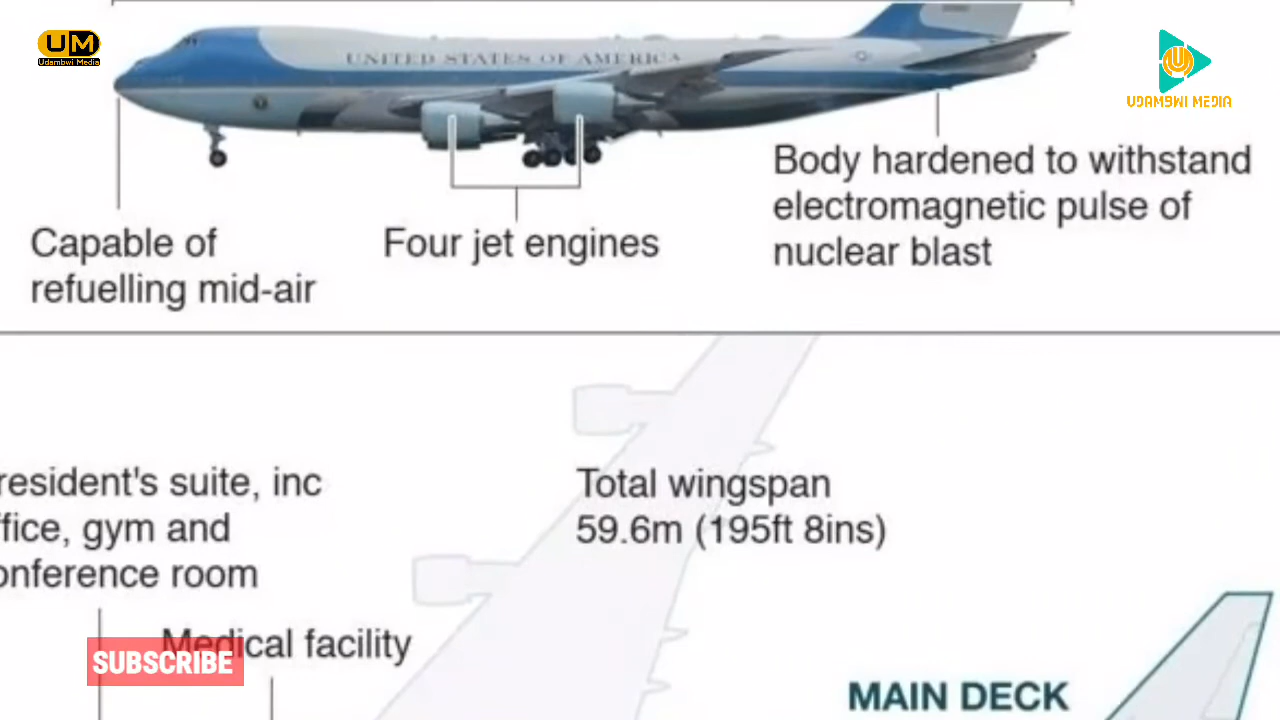 UM
Udambwi Media
UNITED STATES OF AMERICA
U
UDAMBWI MEDIA
Body hardened to withstand
electromagnetic pulse of
nuclear blast
Capable of
refuelling mid-air
Four jet engines
resident's suite, inc
ffice, gym and
onference room
Total wingspan
59.6m (195ft 8ins)
Medical facility
SUBSCRIBE
MAIN DECK